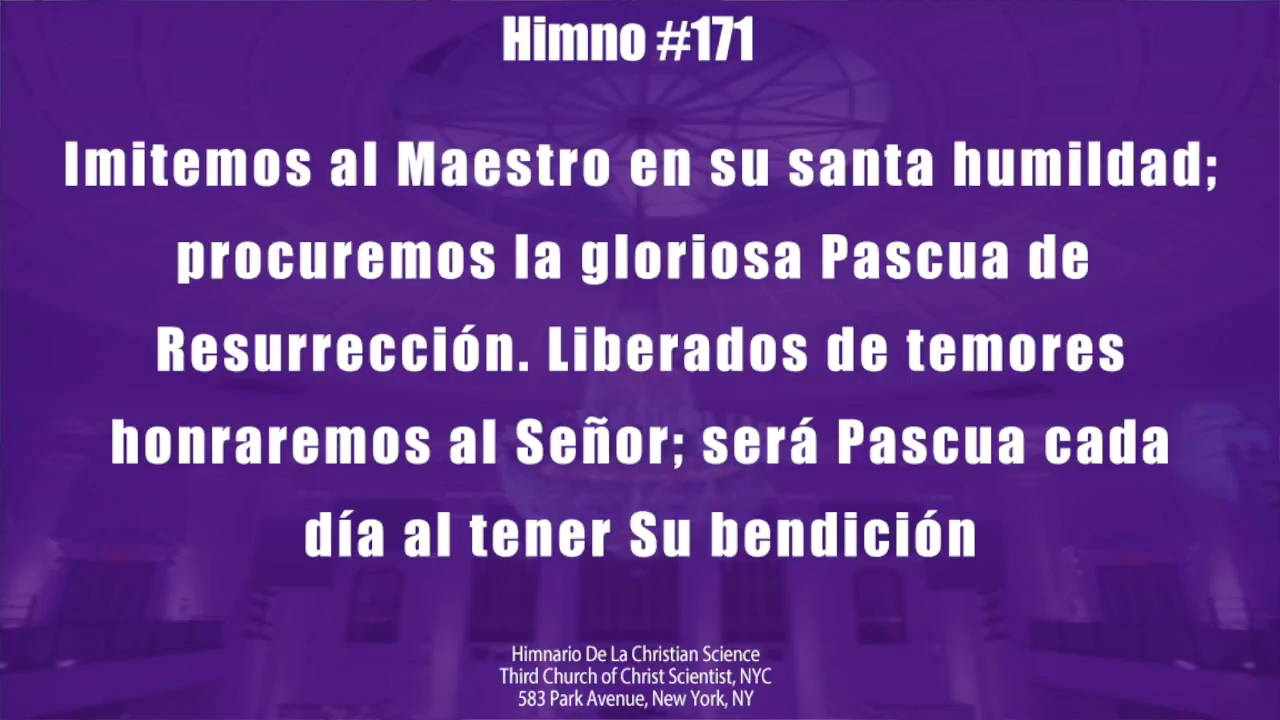 Himno #171
Imitemos al Maestro en su santa humildad;
procuremos la gloriosa Pascua de
Resurrección. Liberados de temores
honraremos al Señor; será Pascua cada
día al tener Su bendición
Himnario De La Christian Science
Third Church of Christ Scientist, NYC
583 Park Avenue, New York, NY